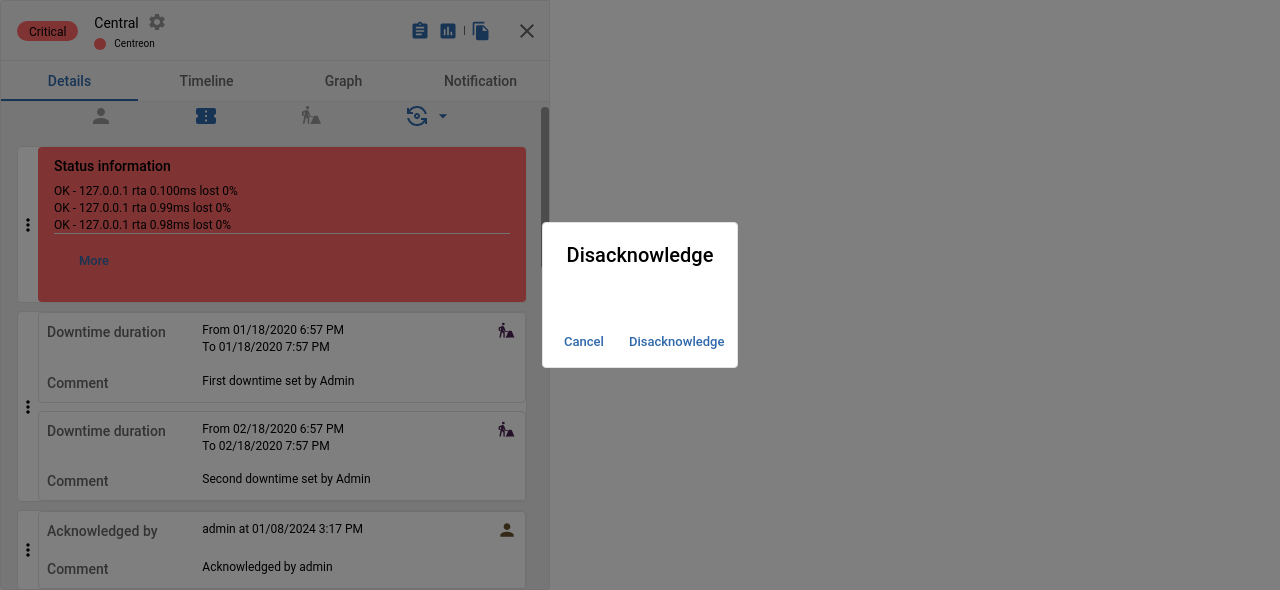 Critical
Central
Centreon
Details
Timeline
Graph
Notification
Status information
OK - 127.0.0.1 rta 0.100ms lost 0%
OK - 127.0.0.1 rta 0.99ms lost 0%
OK - 127.0.0.1 rta 0.98ms lost 0%
More
Downtime duration
From 01/18/2020 6:57 PM
To 01/18/2020 7:57 PM
Comment
First downtime set by Admin
Downtime duration
From 02/18/2020 6:57 PM
To 02/18/2020 7:57 PM
Comment
Second downtime set by Admin
Acknowledged by
admin at 01/08/2024 3:17 PM
Comment
Acknowledged by admin
Disacknowledge
Cancel
Disacknowledge